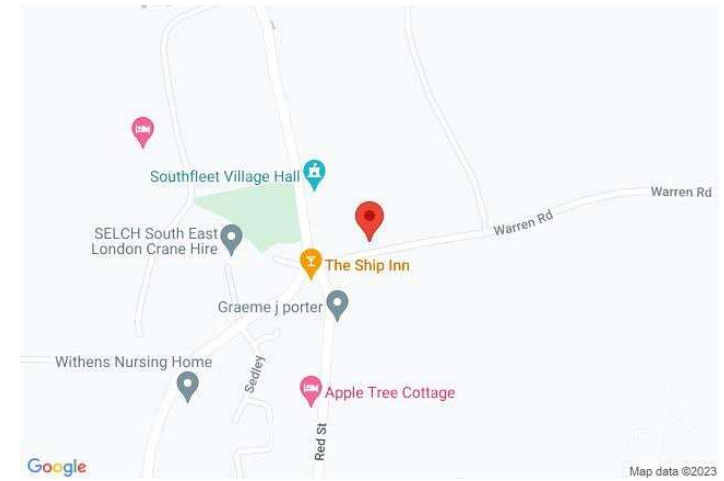 Southfleet Village Hall
Warren Rd
Warren Rd
SELCH South East
London Crane Hire
The Ship Inn
Graeme j porter
Withens Nursing Home
Sedley
Apple Tree Cottage
Red St
Google
Map data ©2023